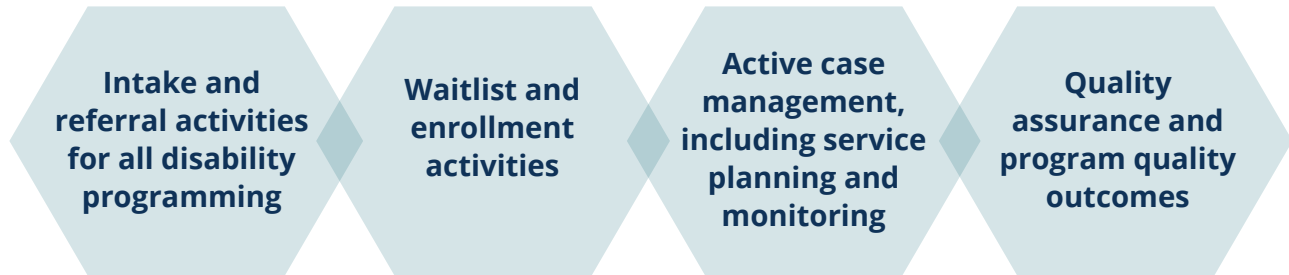 Intake and
referral activities
for all disability
programming
Waitlist and
enrollment
activities
Active case
management,
including service
planning and
monitoring
Quality
assurance and
program quality
outcomes